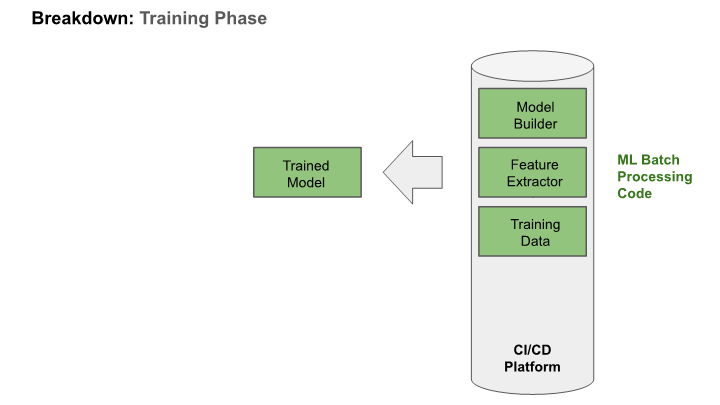 Breakdown: Training Phase
Model
Builder
Trained
Model
Feature
Extractor
ML Batch
Processing
Code
Training
Data
CI/CD
Platform